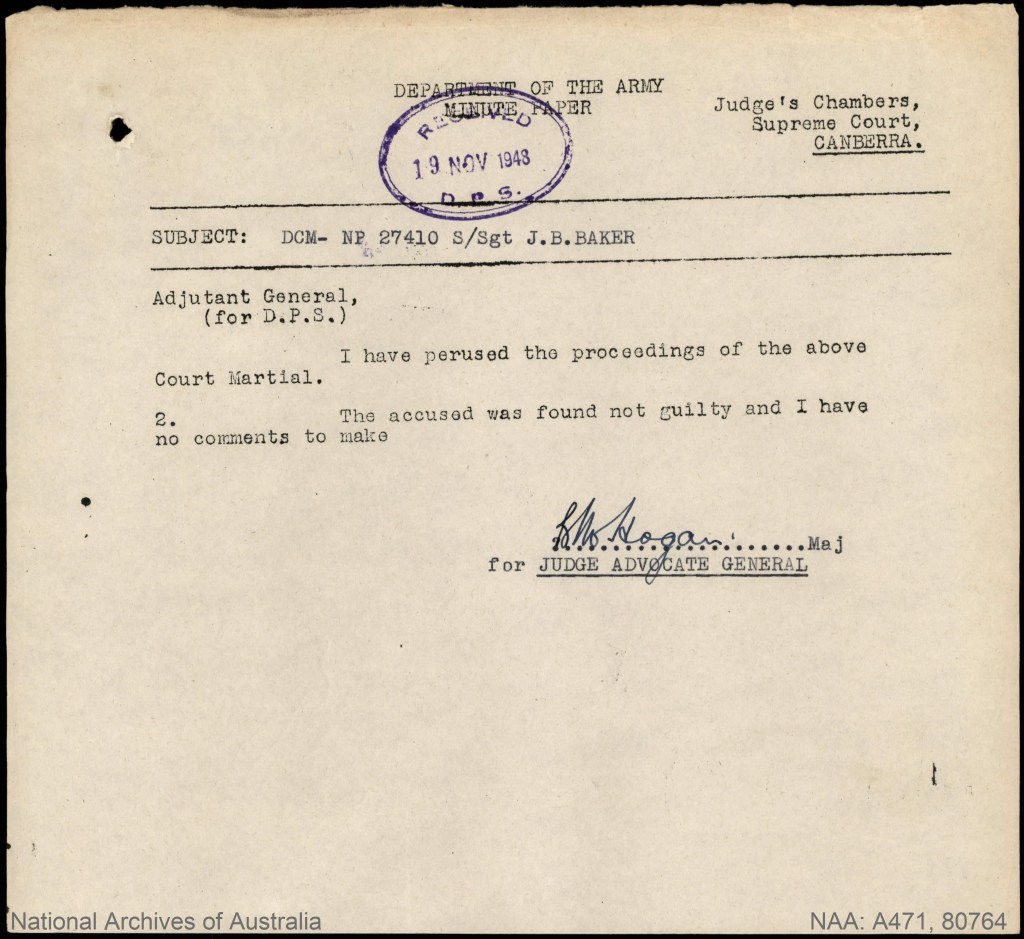 DEPARTMENT OF THE ARMY
MINUTE PAPER
Judge's Chambers,
Supreme Court,
CANBERRA.
RECEIVED
19 NOV 1948
D. P. S.
SUBJECT: DCM- NP 27410 S/Sgt J.B.BAKER
Adjutant General,
(for D.P.S.)
I have perused the proceedings of the above
Court Martial.
2. The accused was found not guilty and I have
no comments to make
Hogan.....................Maj
for JUDGE ADVOCATE GENERAL
National Archives of Australia
NAA: A471, 80764